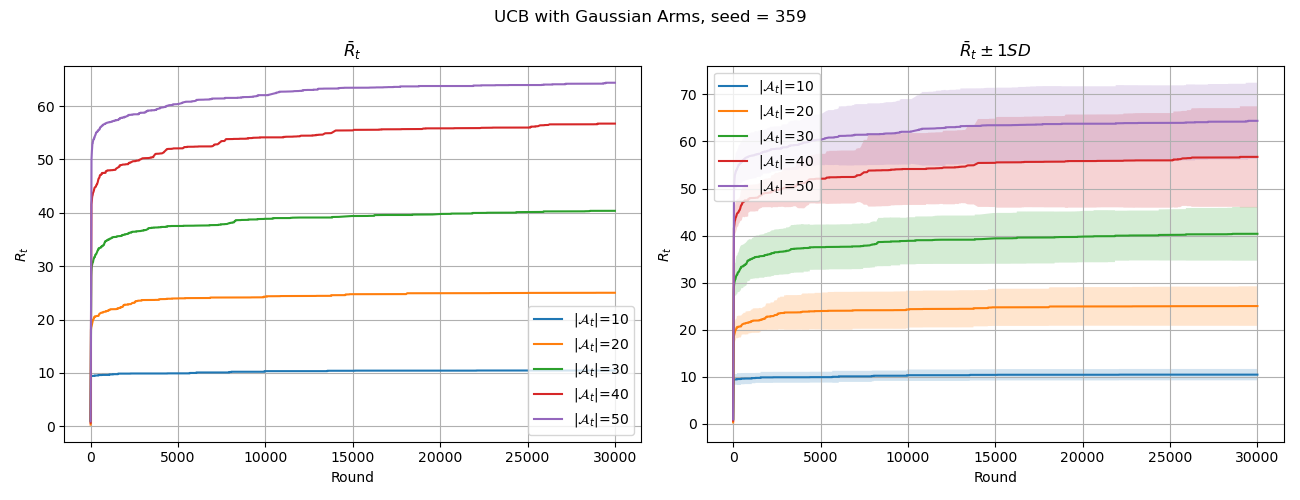 UCB with Gaussian Arms, seed = 359
R̄ₜ
Rₜ
60
50
40
30
20
10
0
|𝒜ₜ|=10
|𝒜ₜ|=20
|𝒜ₜ|=30
|𝒜ₜ|=40
|𝒜ₜ|=50
0 5000 10000 15000 20000 25000 30000
Round
R̄ₜ ± 1SD
Rₜ
70
60
50
40
30
20
10
0
|𝒜ₜ|=10
|𝒜ₜ|=20
|𝒜ₜ|=30
|𝒜ₜ|=40
|𝒜ₜ|=50
0 5000 10000 15000 20000 25000 30000
Round